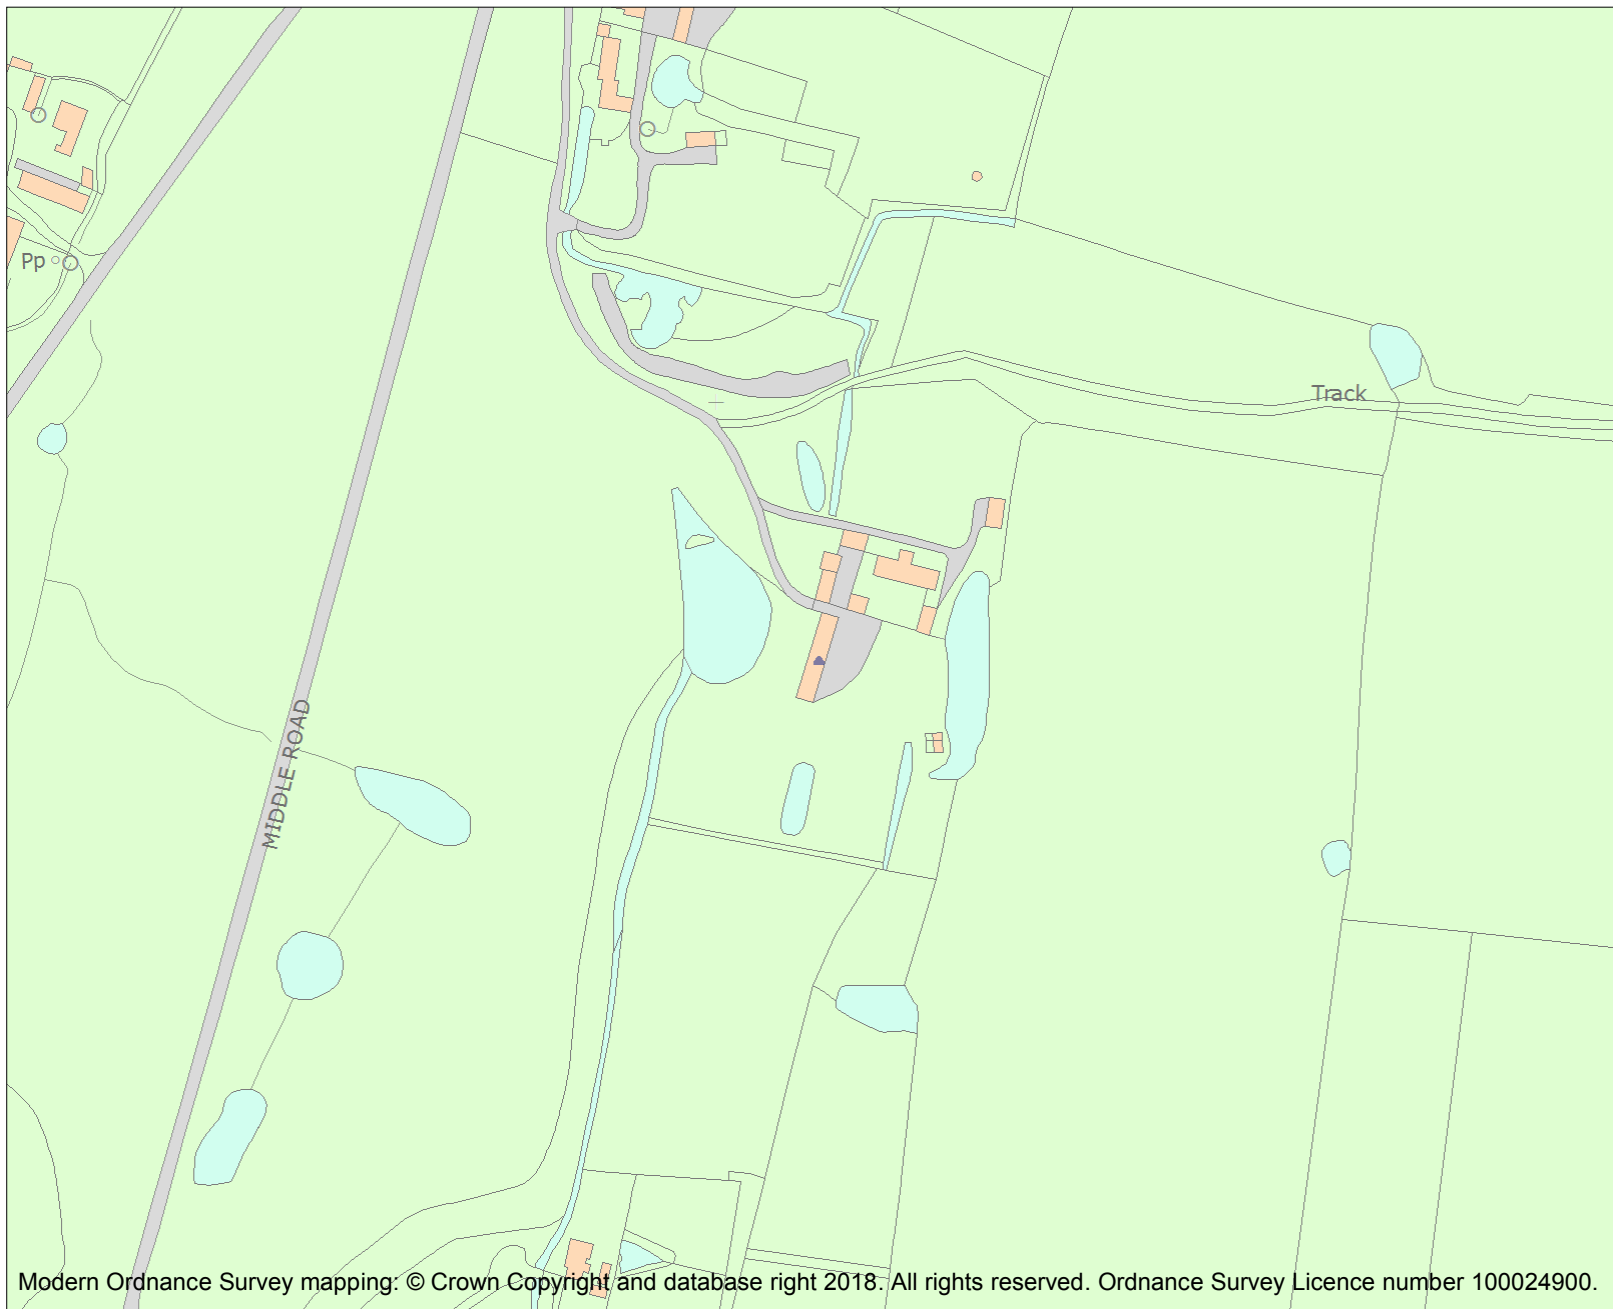 Pp
Track
MIDDLE ROAD
Modern Ordnance Survey mapping: © Crown Copyright and database right 2018. All rights reserved. Ordnance Survey Licence number 100024900.